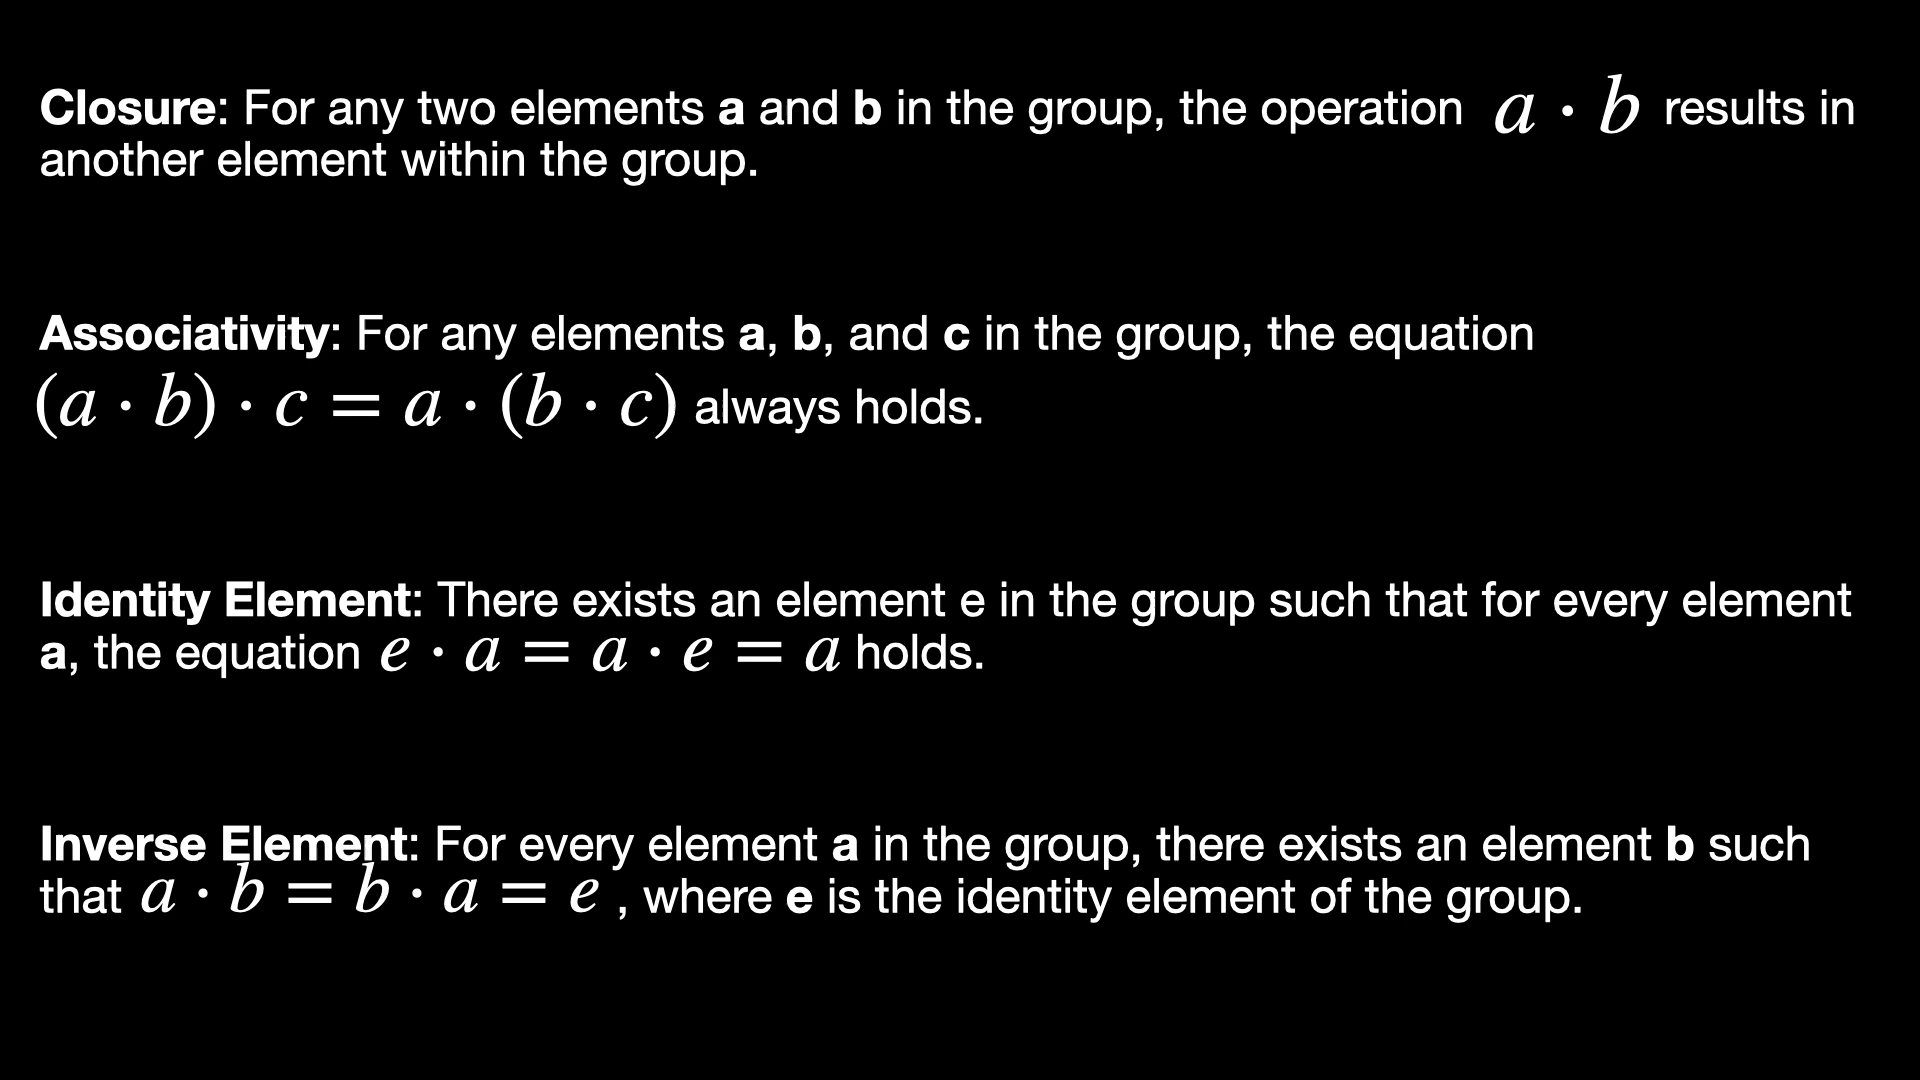 Closure: For any two elements a and b in the group, the operation a · b results in
another element within the group.
Associativity: For any elements a, b, and c in the group, the equation
(a · b) · c = a · (b · c) always holds.
Identity Element: There exists an element e in the group such that for every element
a, the equation e · a = a · e = a holds.
Inverse Element: For every element a in the group, there exists an element b such
that a · b = b · a = e , where e is the identity element of the group.